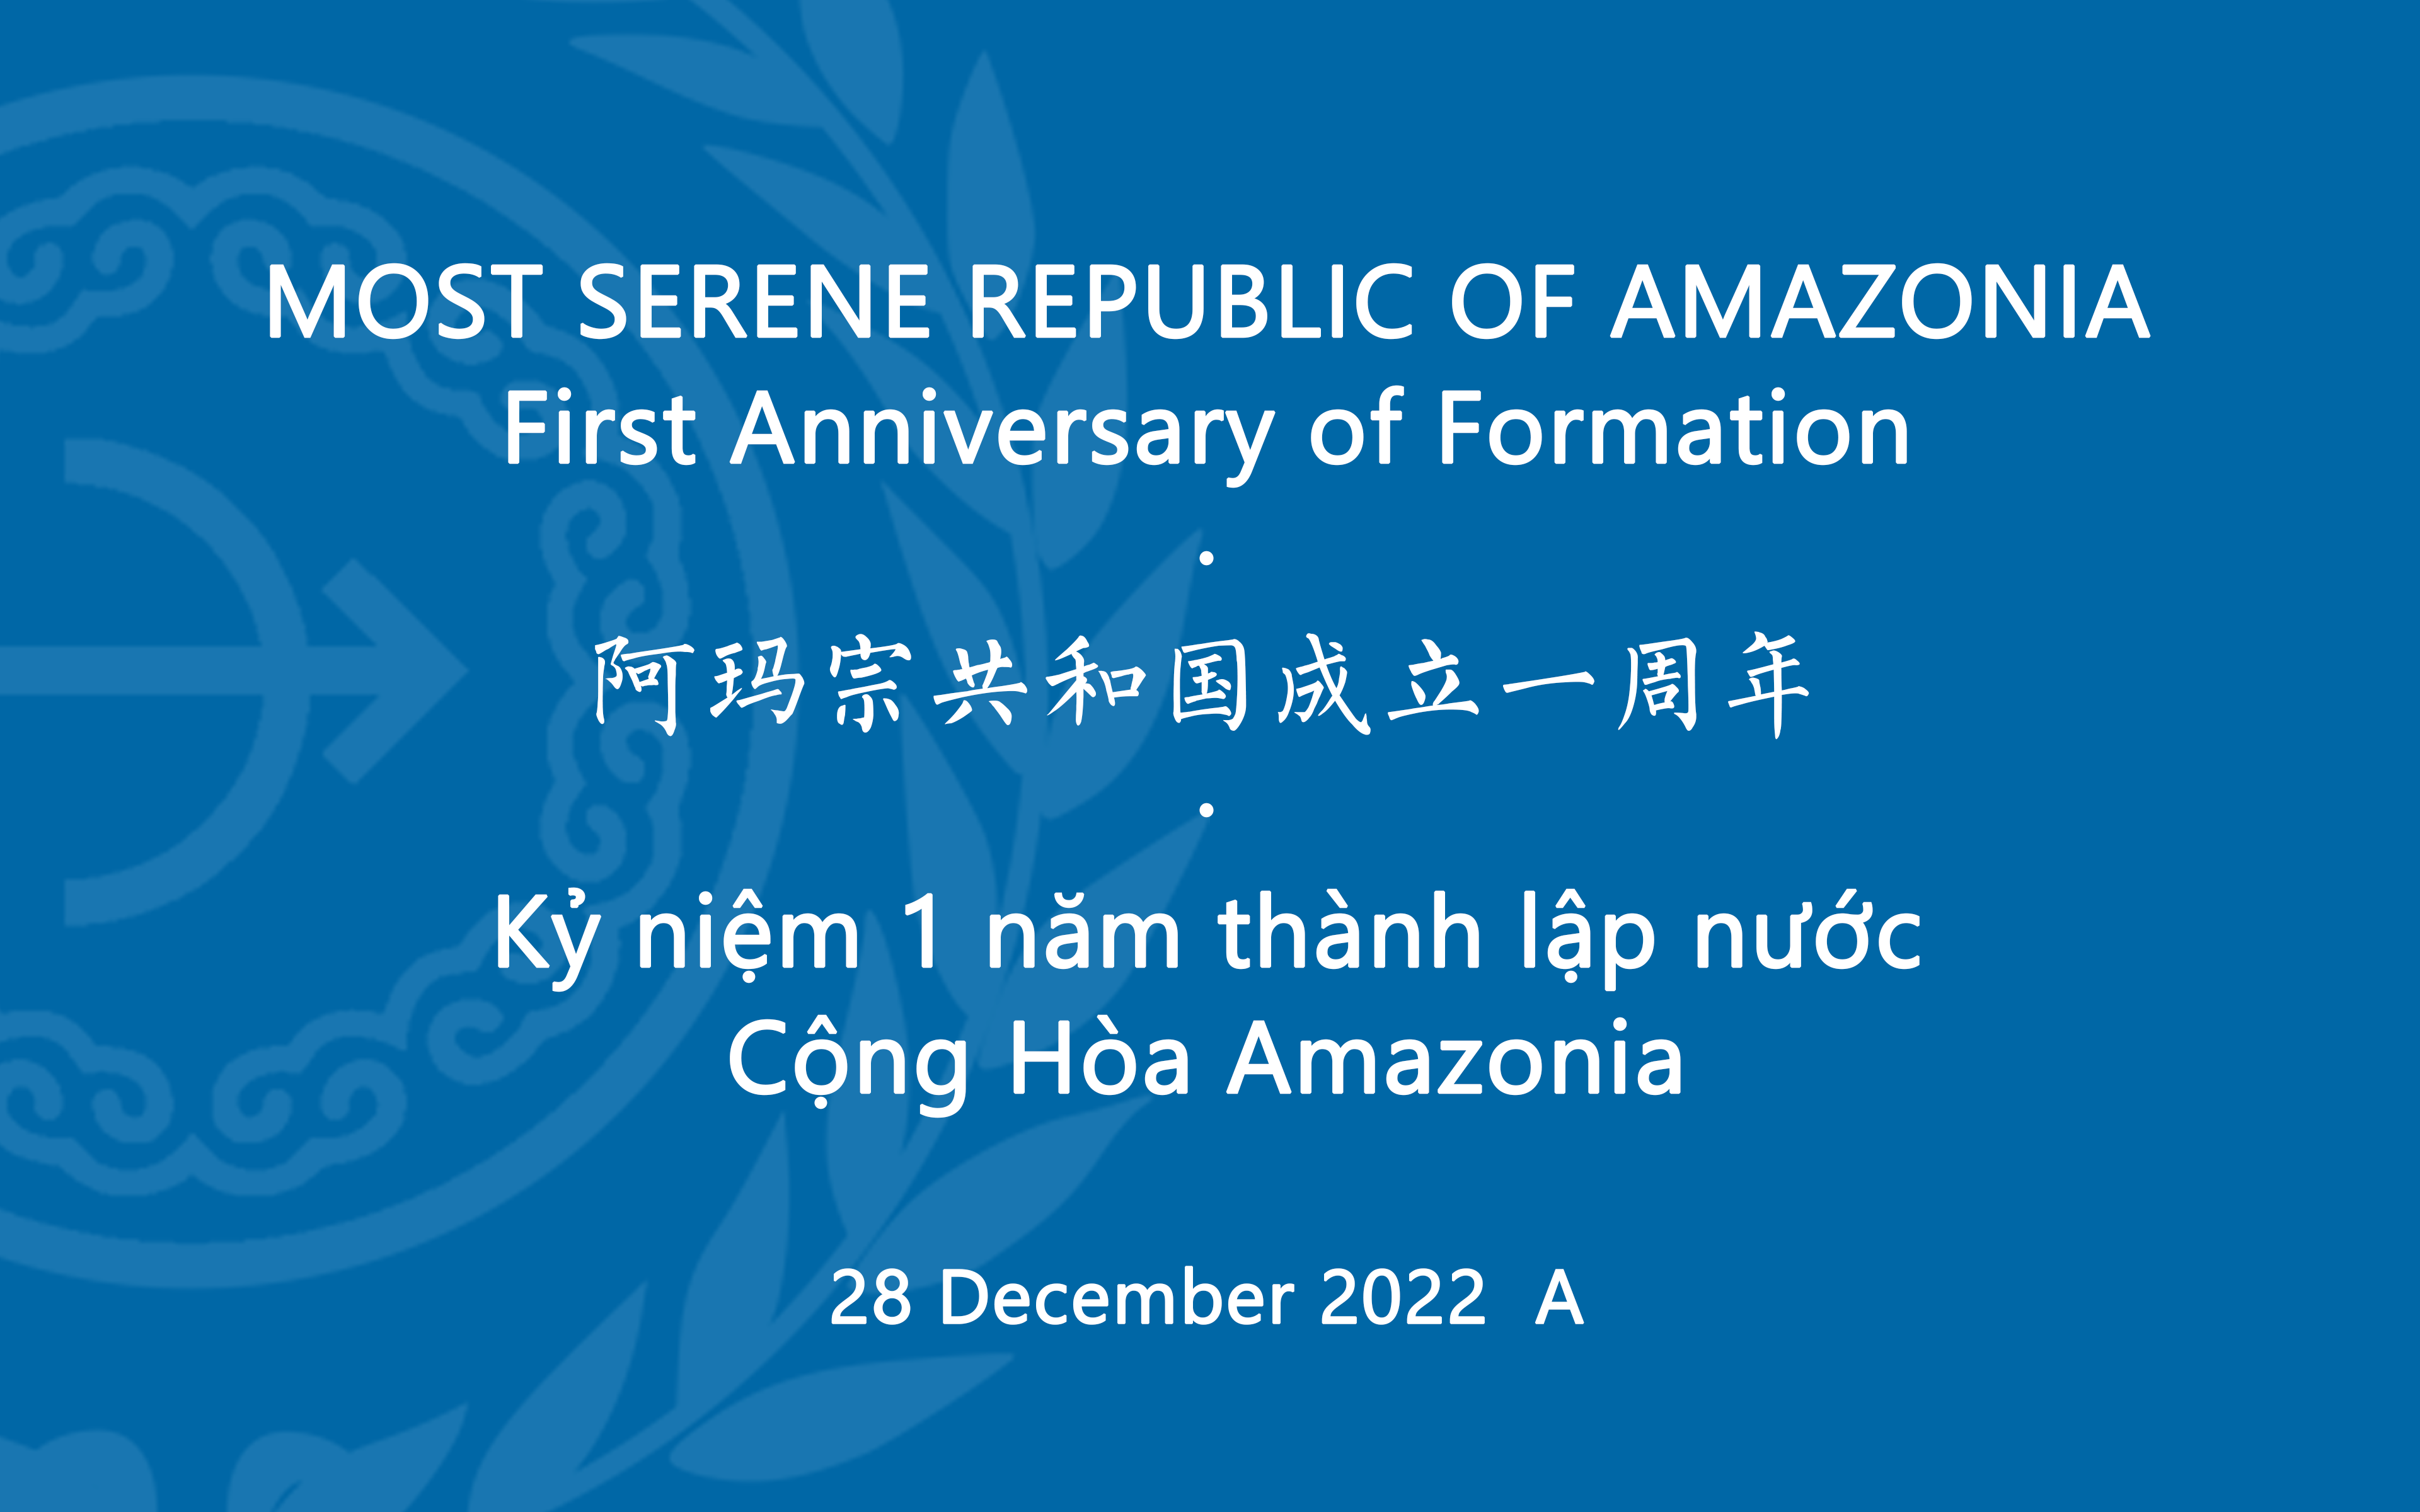 MOST SERENE REPUBLIC OF AMAZONIA
First Anniversary of Formation
·
阿玛宗共和国成立一周年
·
Kỷ niệm 1 năm thành lập nước
Cộng Hòa Amazonia
28 December 2022 A